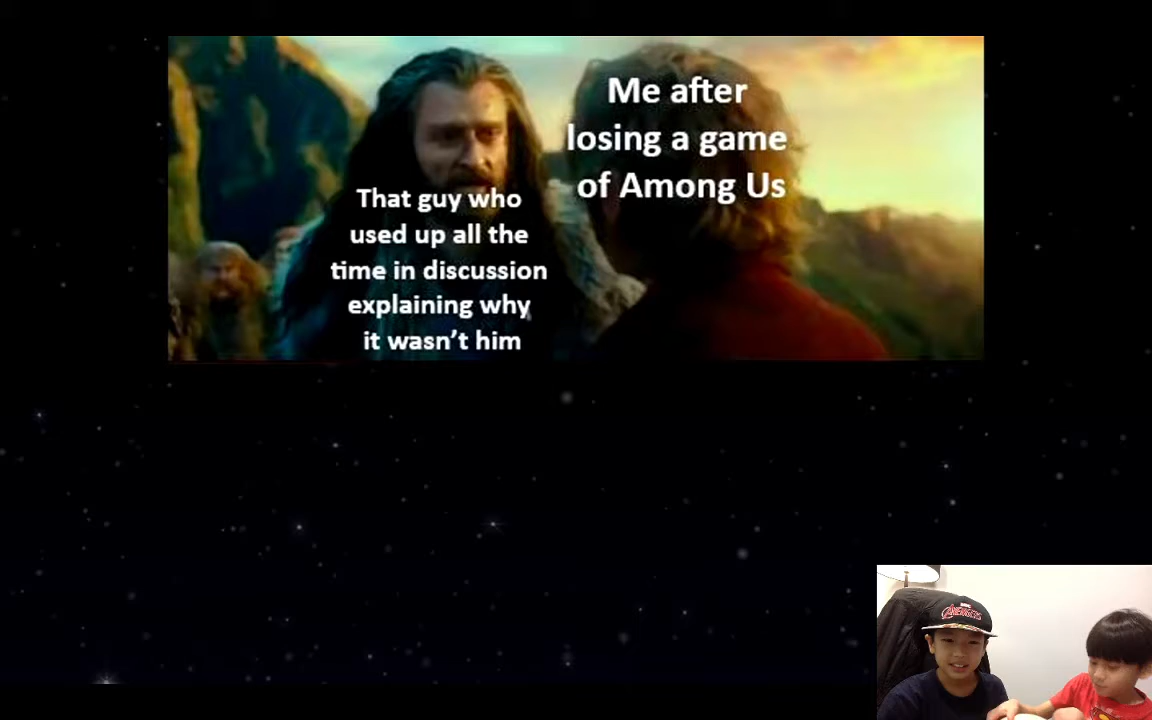 Me after
losing a game
of Among Us
That guy who
used up all the
time in discussion
explaining why
it wasn't him
AVENGERS